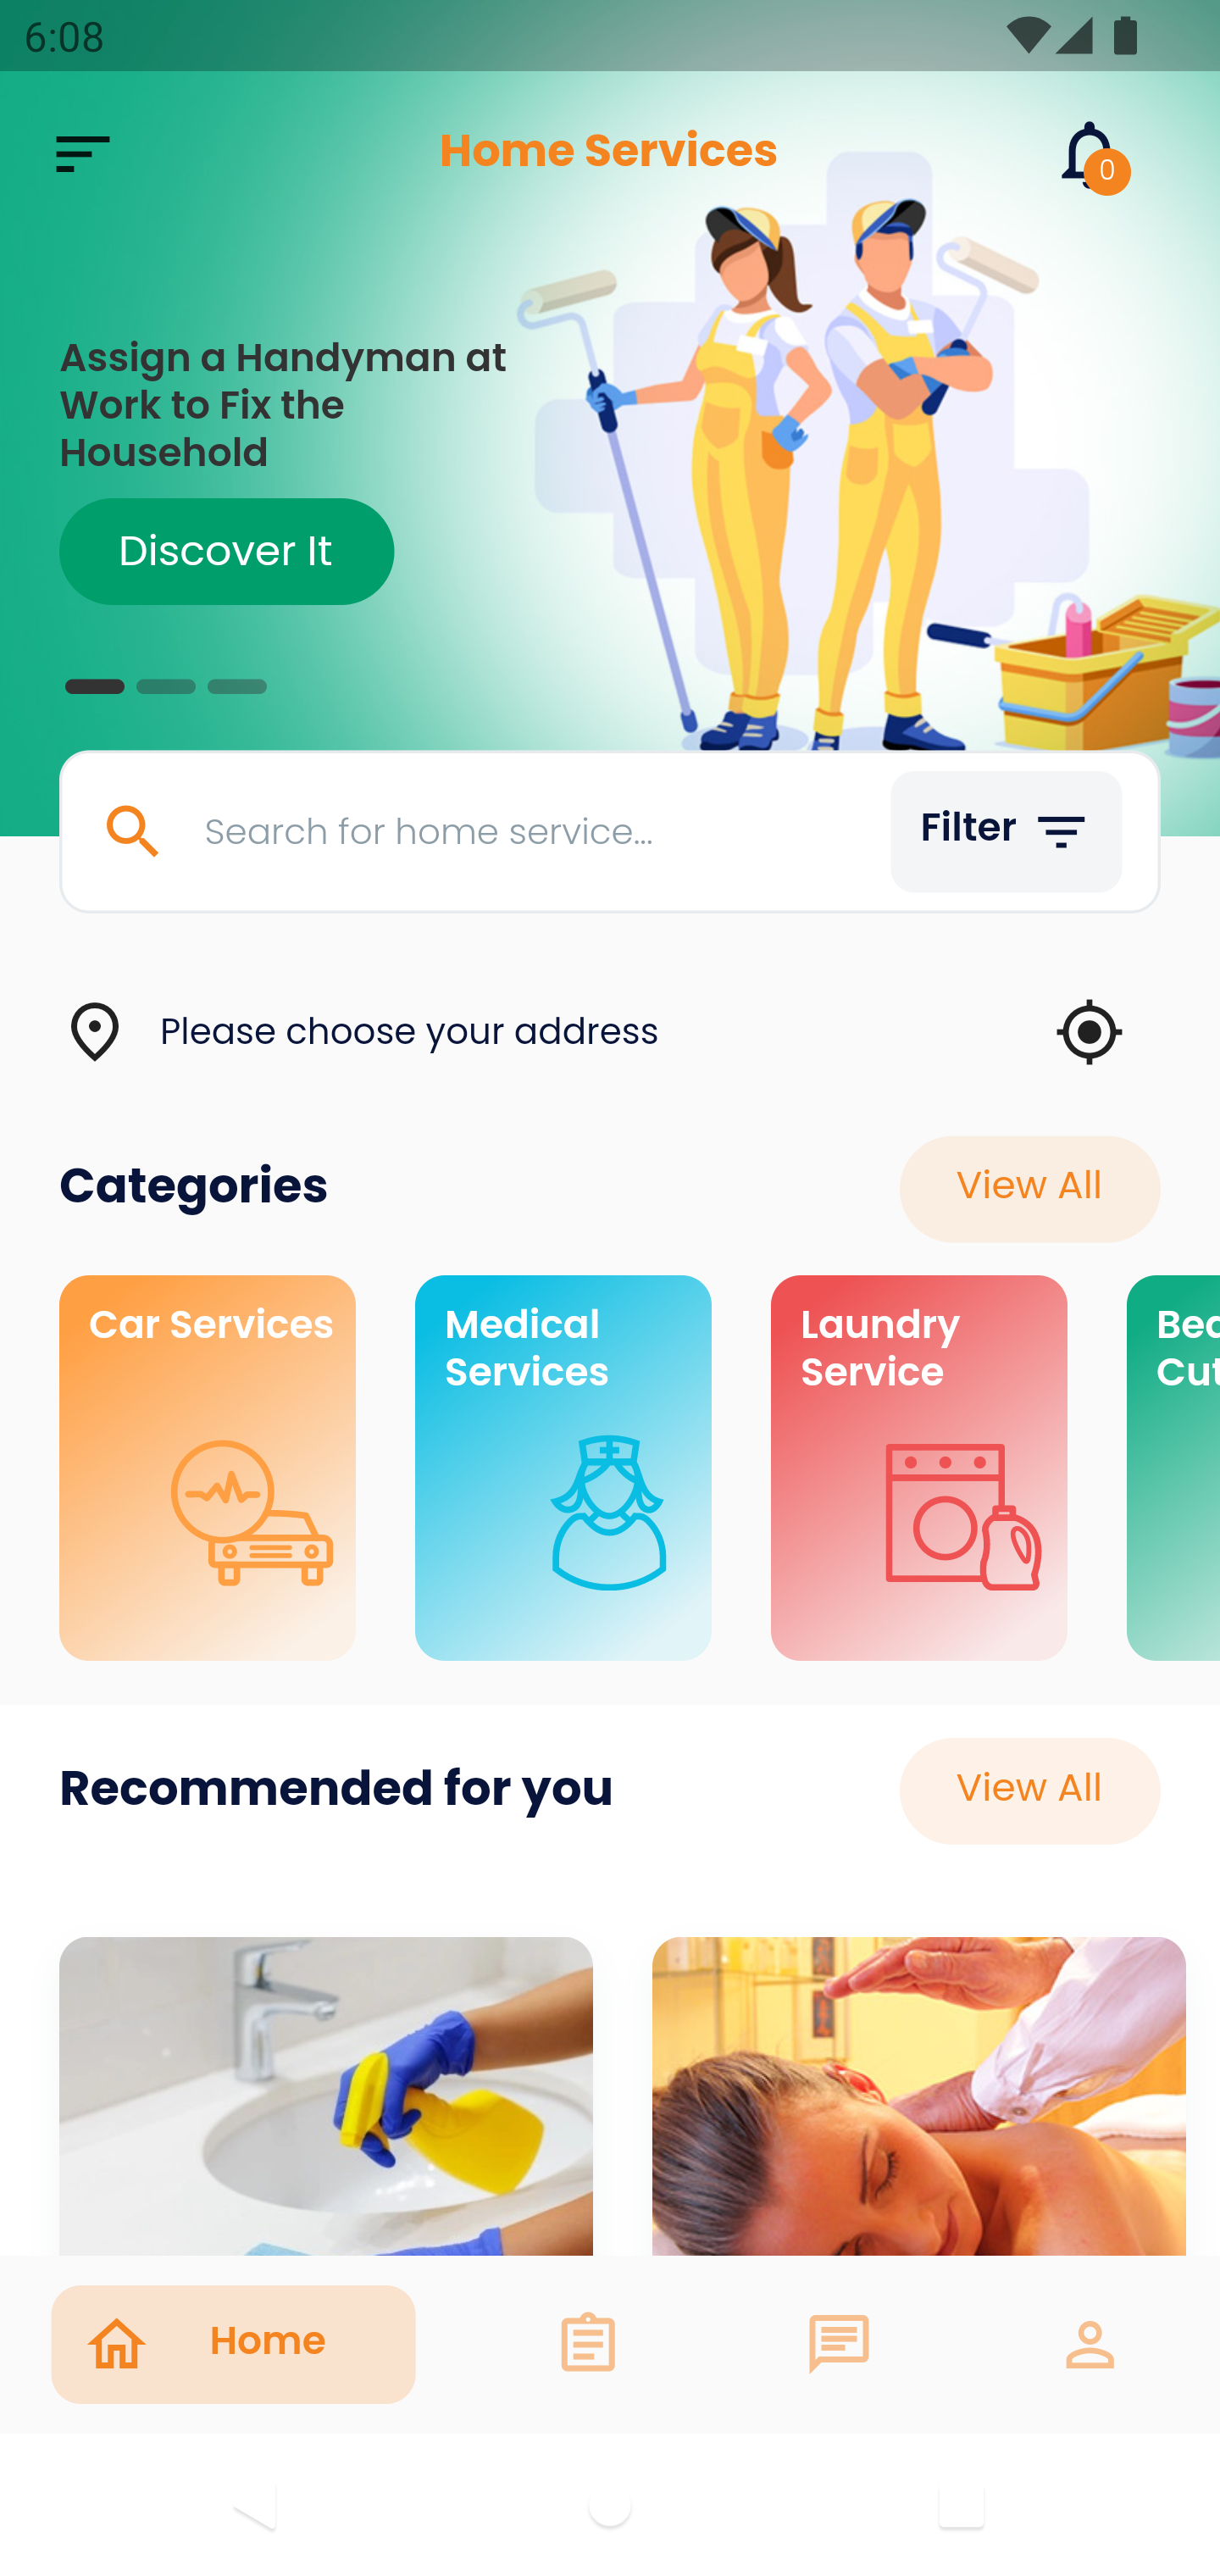 6:08
Home Services
0
Assign a Handyman at
Work to Fix the
Household
Discover It
Search for home service...
Filter
Please choose your address
Categories
View All
Car Services
Medical
Services
Laundry
Service
Recommended for you
View All
Home